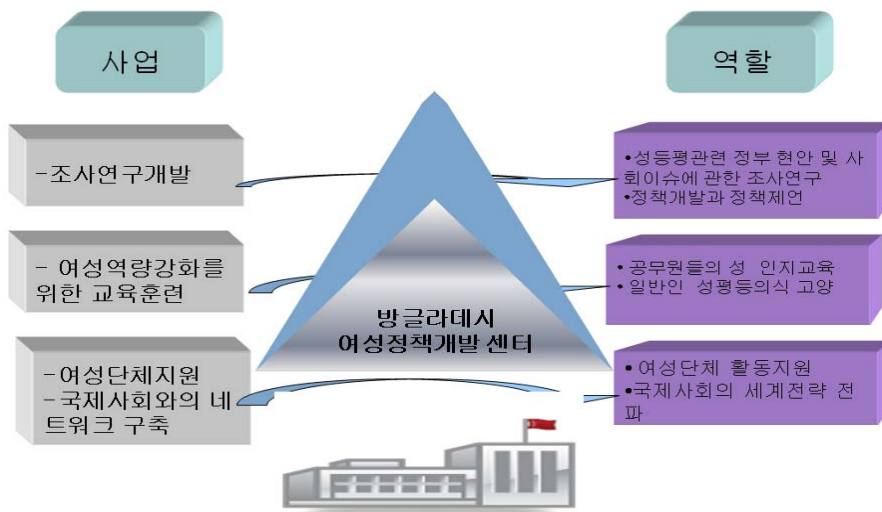 사업
-조사연구개발
- 여성역량강화를
위한 교육훈련
-여성단체지원
-국제사회와의 네
트워크 구축
방글라데시
여성정책개발 센터
역할
•성등평관련 정부 현안 및 사
회이슈에 관한 조사연구
•정책개발과 정책제언
• 공무원들의 성 인지교육
• 일반인 성평등의식 고양
• 여성단체 활동지원
•국제사회의 세계전략 전
파